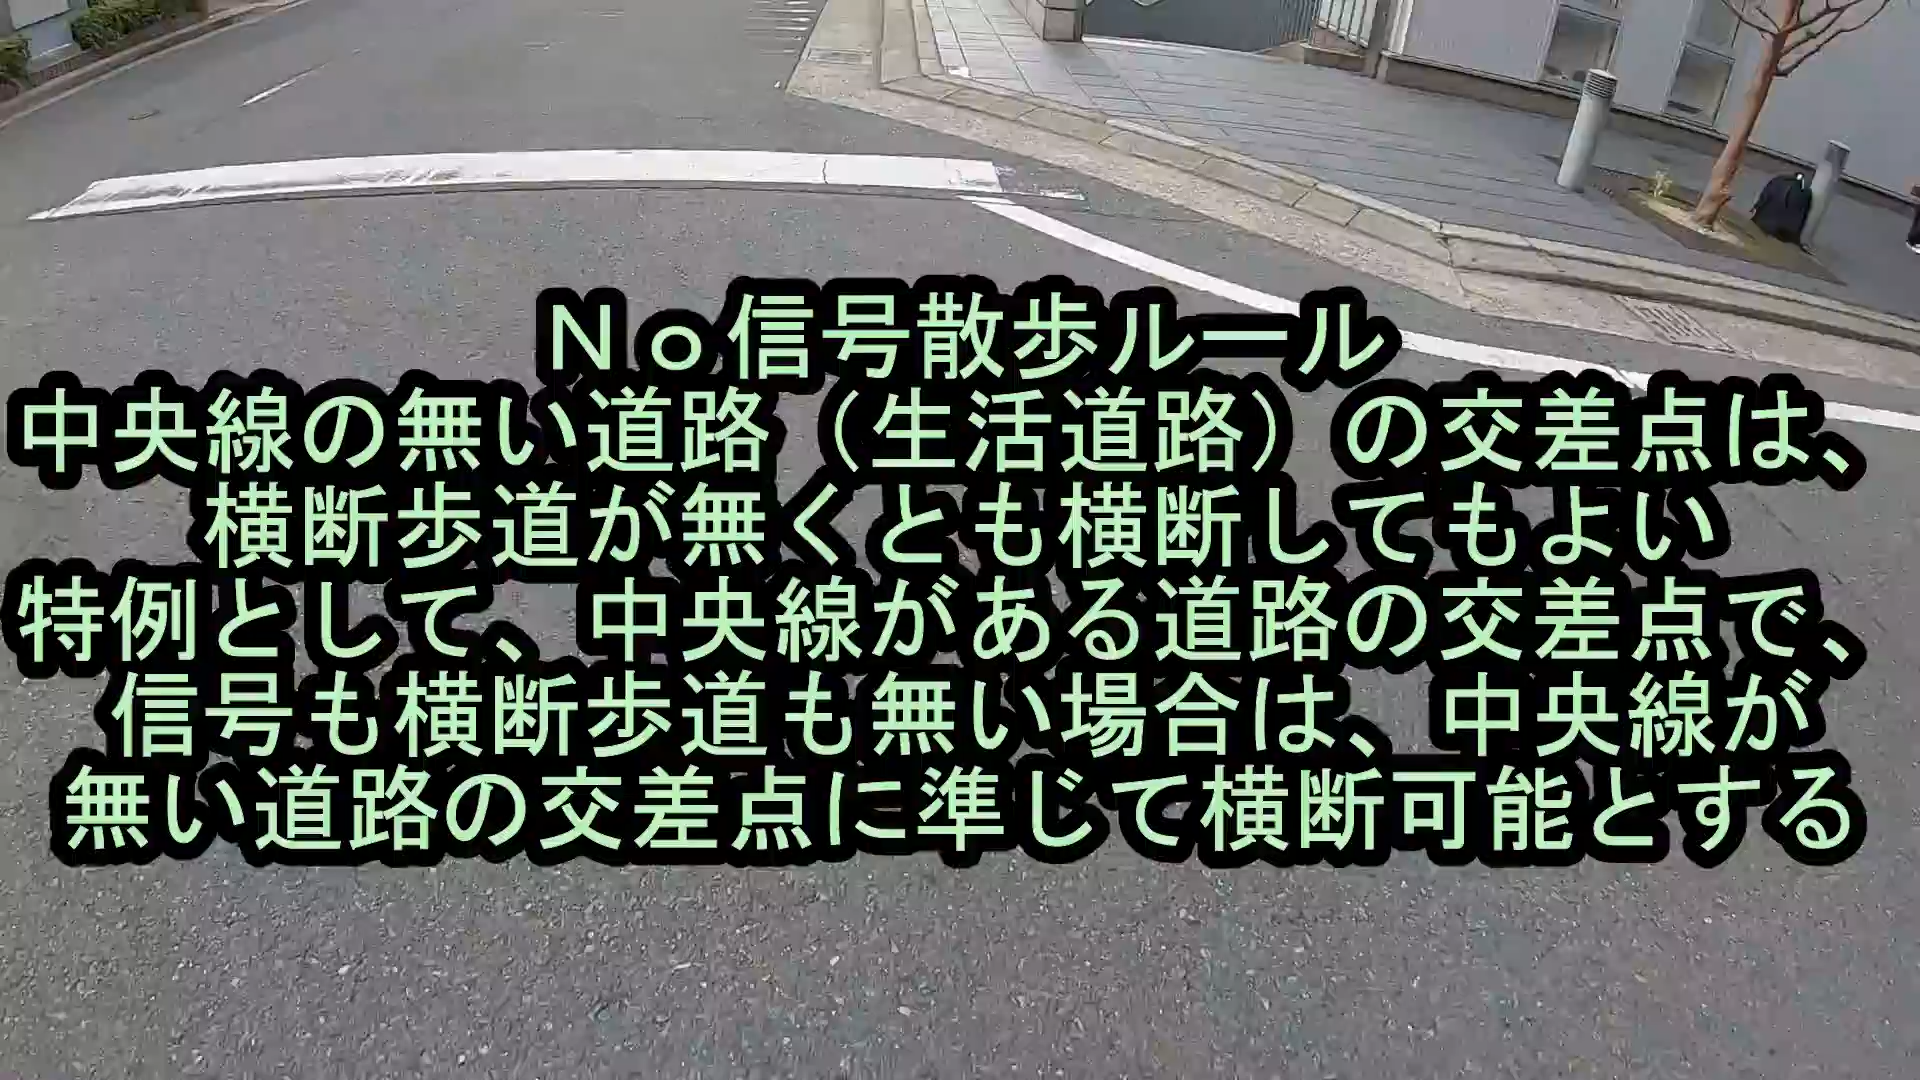 Ｎｏ信号散歩ルール
中央線の無い道路（生活道路）の交差点は、
横断歩道が無くとも横断してもよい
特例として、中央線がある道路の交差点で、
信号も横断歩道も無い場合は、中央線が
無い道路の交差点に準じて横断可能とする